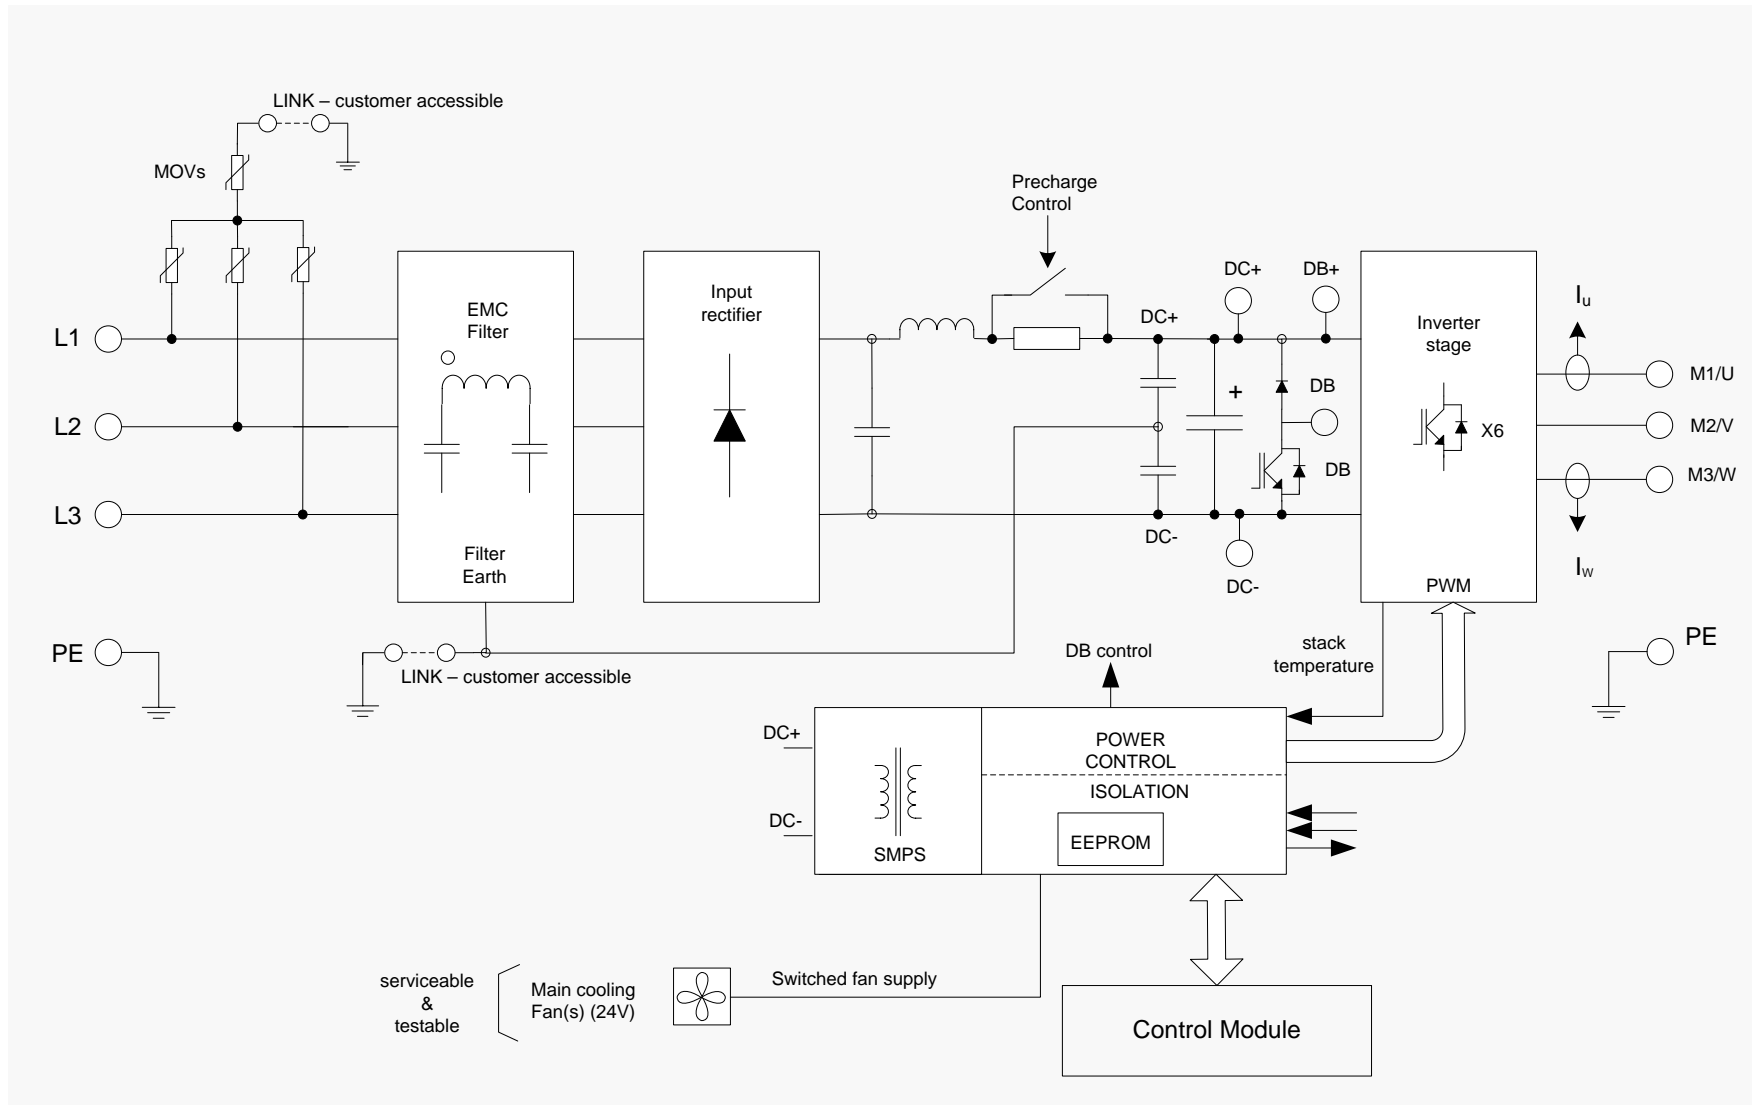 LINK – customer accessible
MOVs
Precharge
Control
DC+
DB+
Iu
L1
EMC
Filter
Input
rectifier
DC+
Inverter
stage
M1/U
DB
+
L2
X6
M2/V
DB
M3/W
L3
DC-
Filter
Earth
DC-
PWM
Iw
PE
LINK – customer accessible
DB control
stack
temperature
PE
DC+
POWER
CONTROL
ISOLATION
DC-
EEPROM
SMPS
serviceable
&
testable
Main cooling
Fan(s) (24V)
Switched fan supply
Control Module